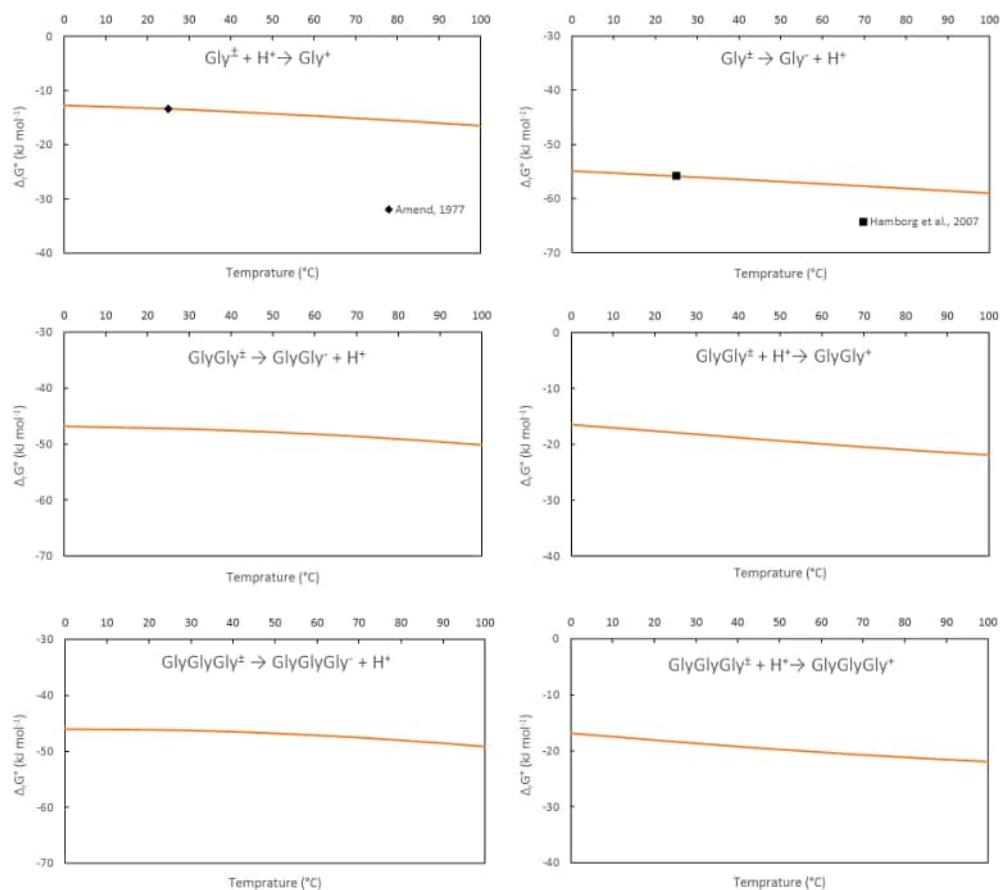 0 10 20 30 40 50 60 70 80 90 100
0
-10
-20
-30
-40
Δ,G° (kJ mol⁻¹)
Gly± + H⁺→ Gly⁺
Amend, 1977
Temprature (°C)
0 10 20 30 40 50 60 70 80 90 100
-30
-40
-50
-60
-70
Δ,G° (kJ mol⁻¹)
Gly± → Gly⁻ + H⁺
Hamborg et al., 2007
Temprature (°C)
0 10 20 30 40 50 60 70 80 90 100
-30
-40
-50
-60
-70
Δ,G° (kJ mol⁻¹)
GlyGly± → GlyGly⁻ + H⁺
Temprature (°C)
0 10 20 30 40 50 60 70 80 90 100
0
-10
-20
-30
-40
Δ,G° (kJ mol⁻¹)
GlyGly± + H⁺→ GlyGly⁺
Temprature (°C)
0 10 20 30 40 50 60 70 80 90 100
-30
-40
-50
-60
-70
Δ,G° (kJ mol⁻¹)
GlyGlyGly± → GlyGlyGly⁻ + H⁺
Temprature (°C)
0 10 20 30 40 50 60 70 80 90 100
0
-10
-20
-30
-40
Δ,G° (kJ mol⁻¹)
GlyGlyGly± + H⁺→ GlyGlyGly⁺
Temprature (°C)